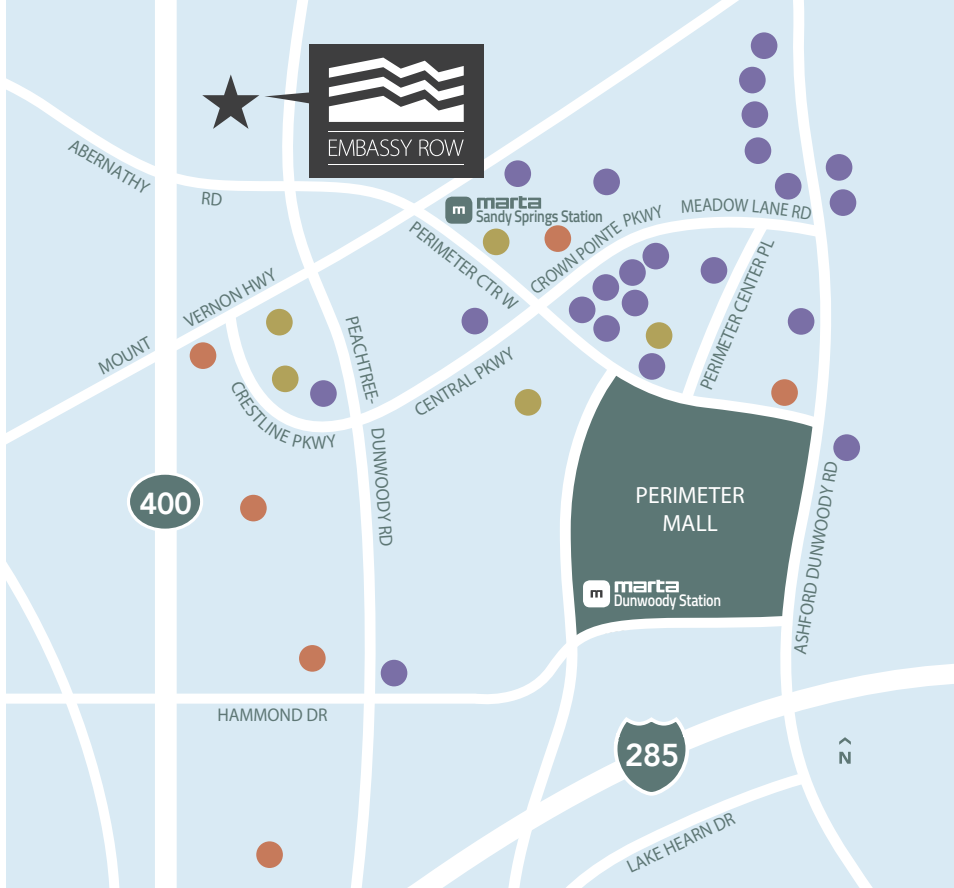 EMBASSY ROW
ABERNATHY
RD
marta
Sandy Springs Station
MEADOW LANE RD
CROWN POINTE PKWY
PERIMETER CTR W
PERIMETER CENTER PL
MOUNT
VERNON HWY
PEACHTREE-
DUNWOODY RD
CRESTLINE PKWY
CENTRAL PKWY
400
PERIMETER
MALL
m marta
Dunwoody Station
ASHFORD DUNWOODY RD
HAMMOND DR
285
N
LAKE HEARN DR